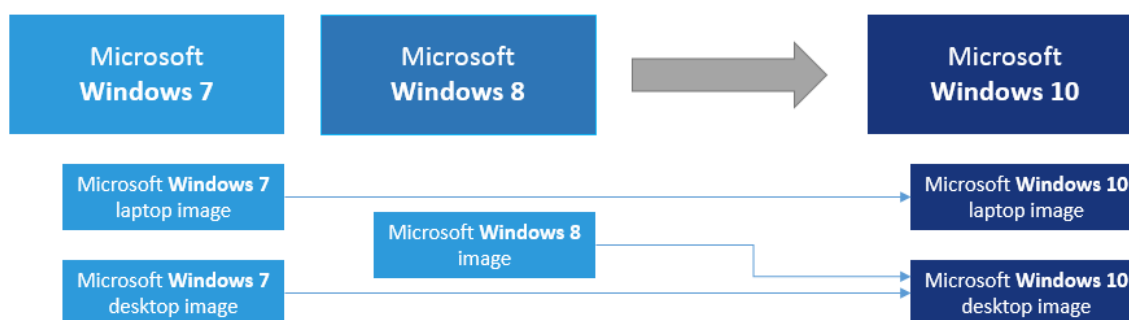 Microsoft
Windows 7
Microsoft
Windows 8
Microsoft
Windows 10
Microsoft Windows 7
laptop image
Microsoft Windows 10
laptop image
Microsoft Windows 8
image
Microsoft Windows 7
desktop image
Microsoft Windows 10
desktop image